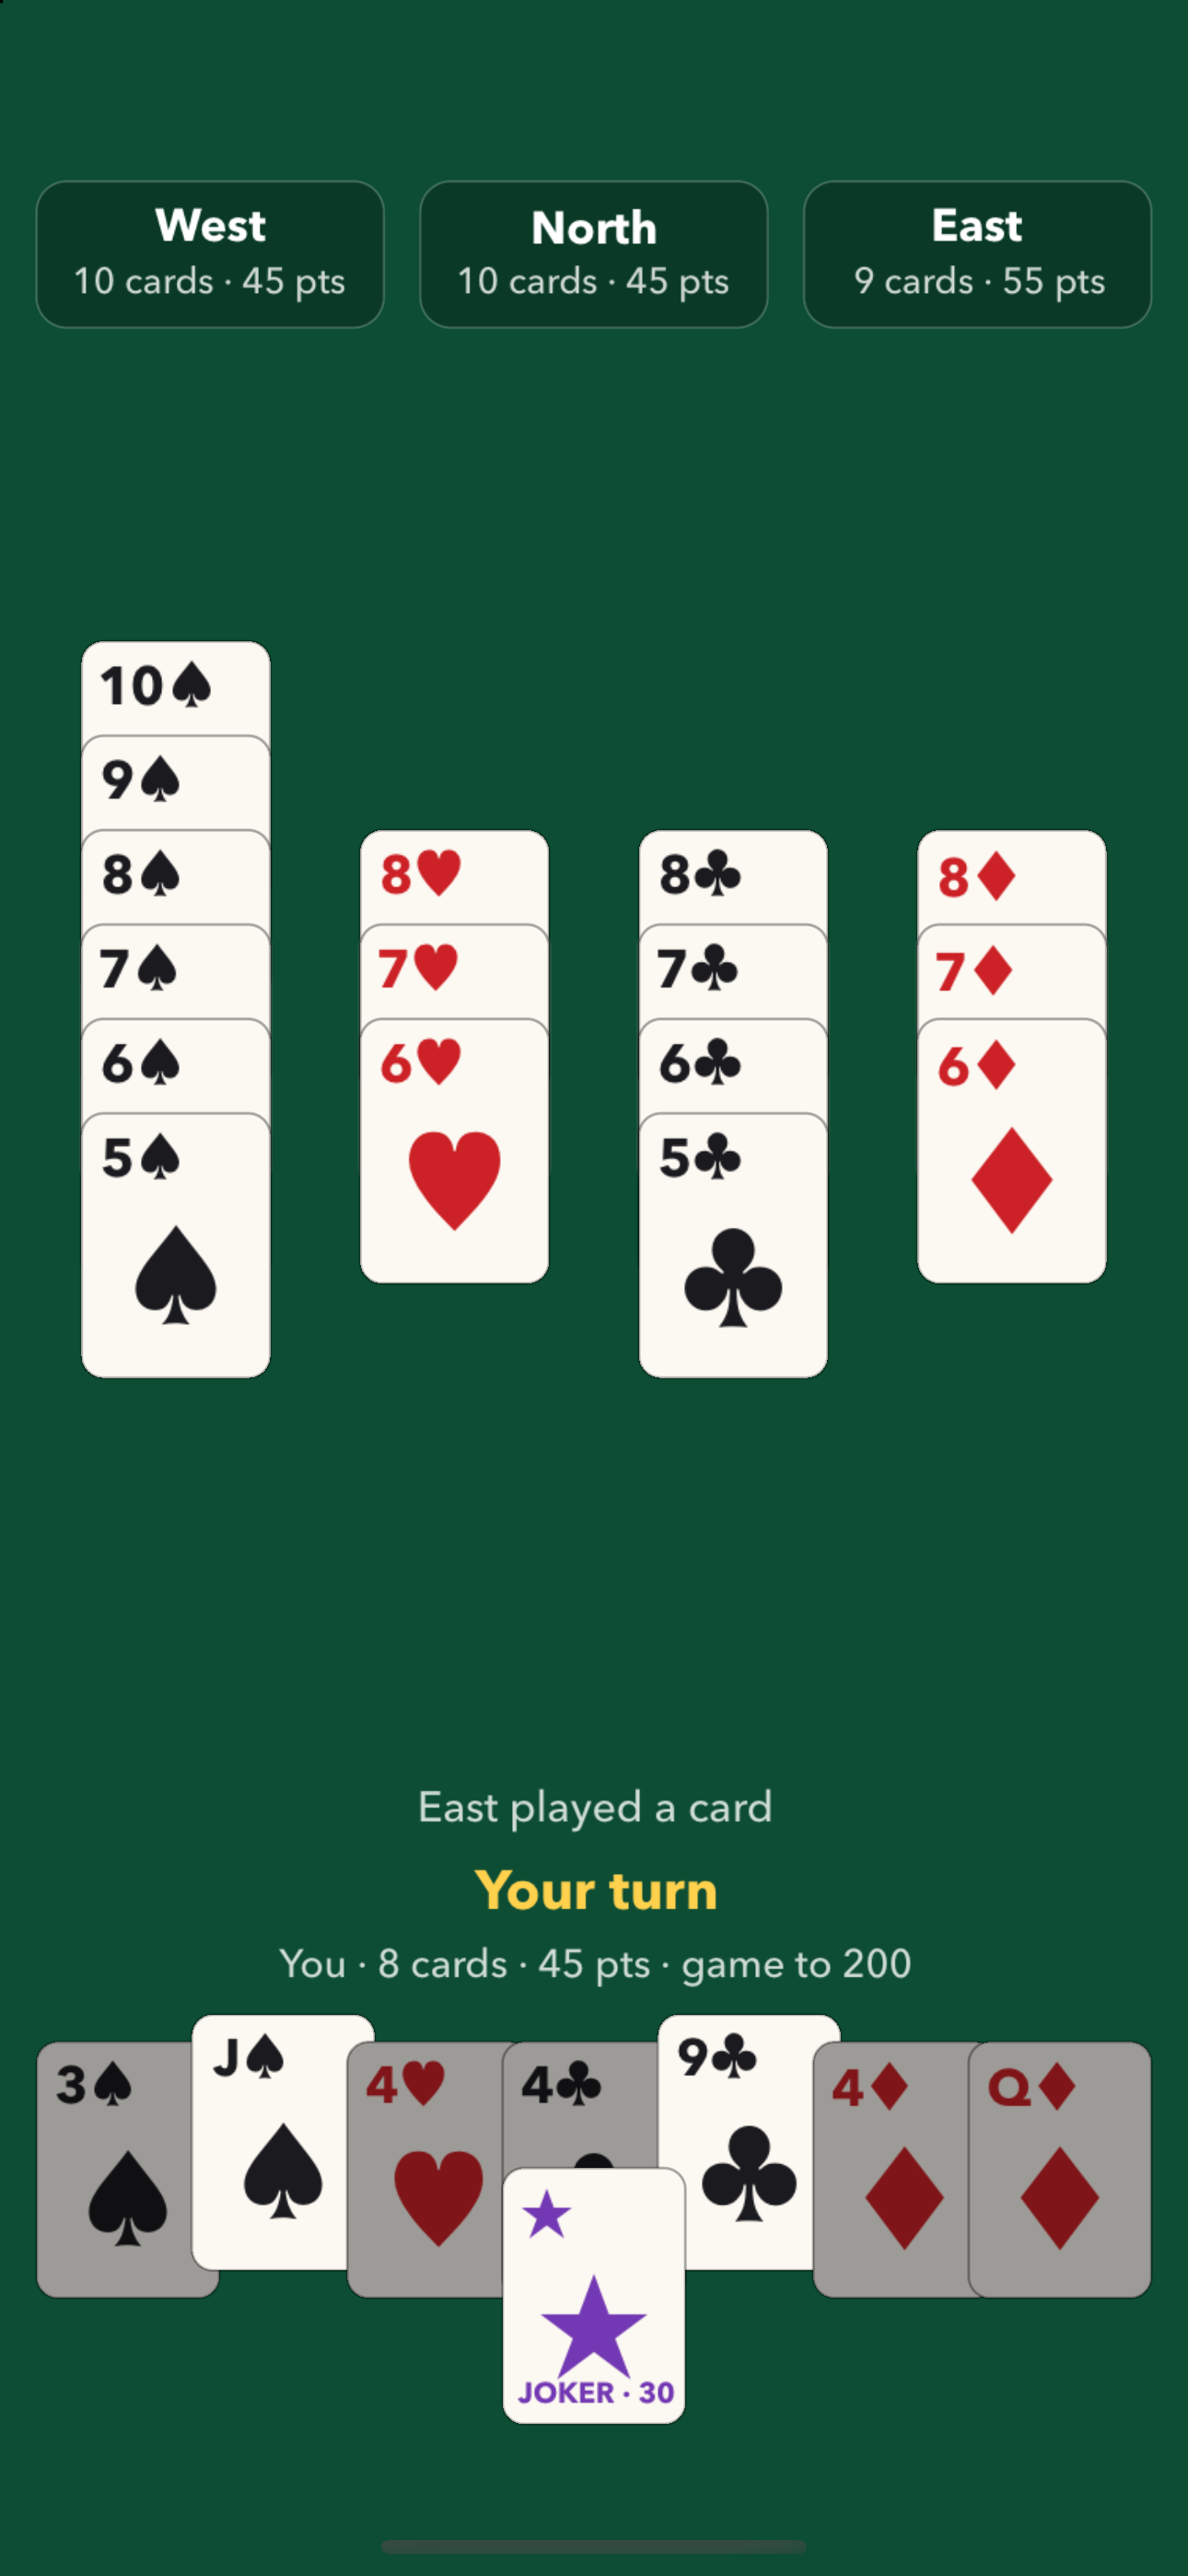 West
10 cards · 45 pts
North
10 cards · 45 pts
East
9 cards · 55 pts
10♠
9♠
8♠
7♠
6♠
5♠
8♥
7♥
6♥
8♣
7♣
6♣
5♣
8♦
7♦
6♦
East played a card
Your turn
You · 8 cards · 45 pts · game to 200
3♠
J♠
4♥
4♣
9♣
4♦
Q♦
★
JOKER · 30